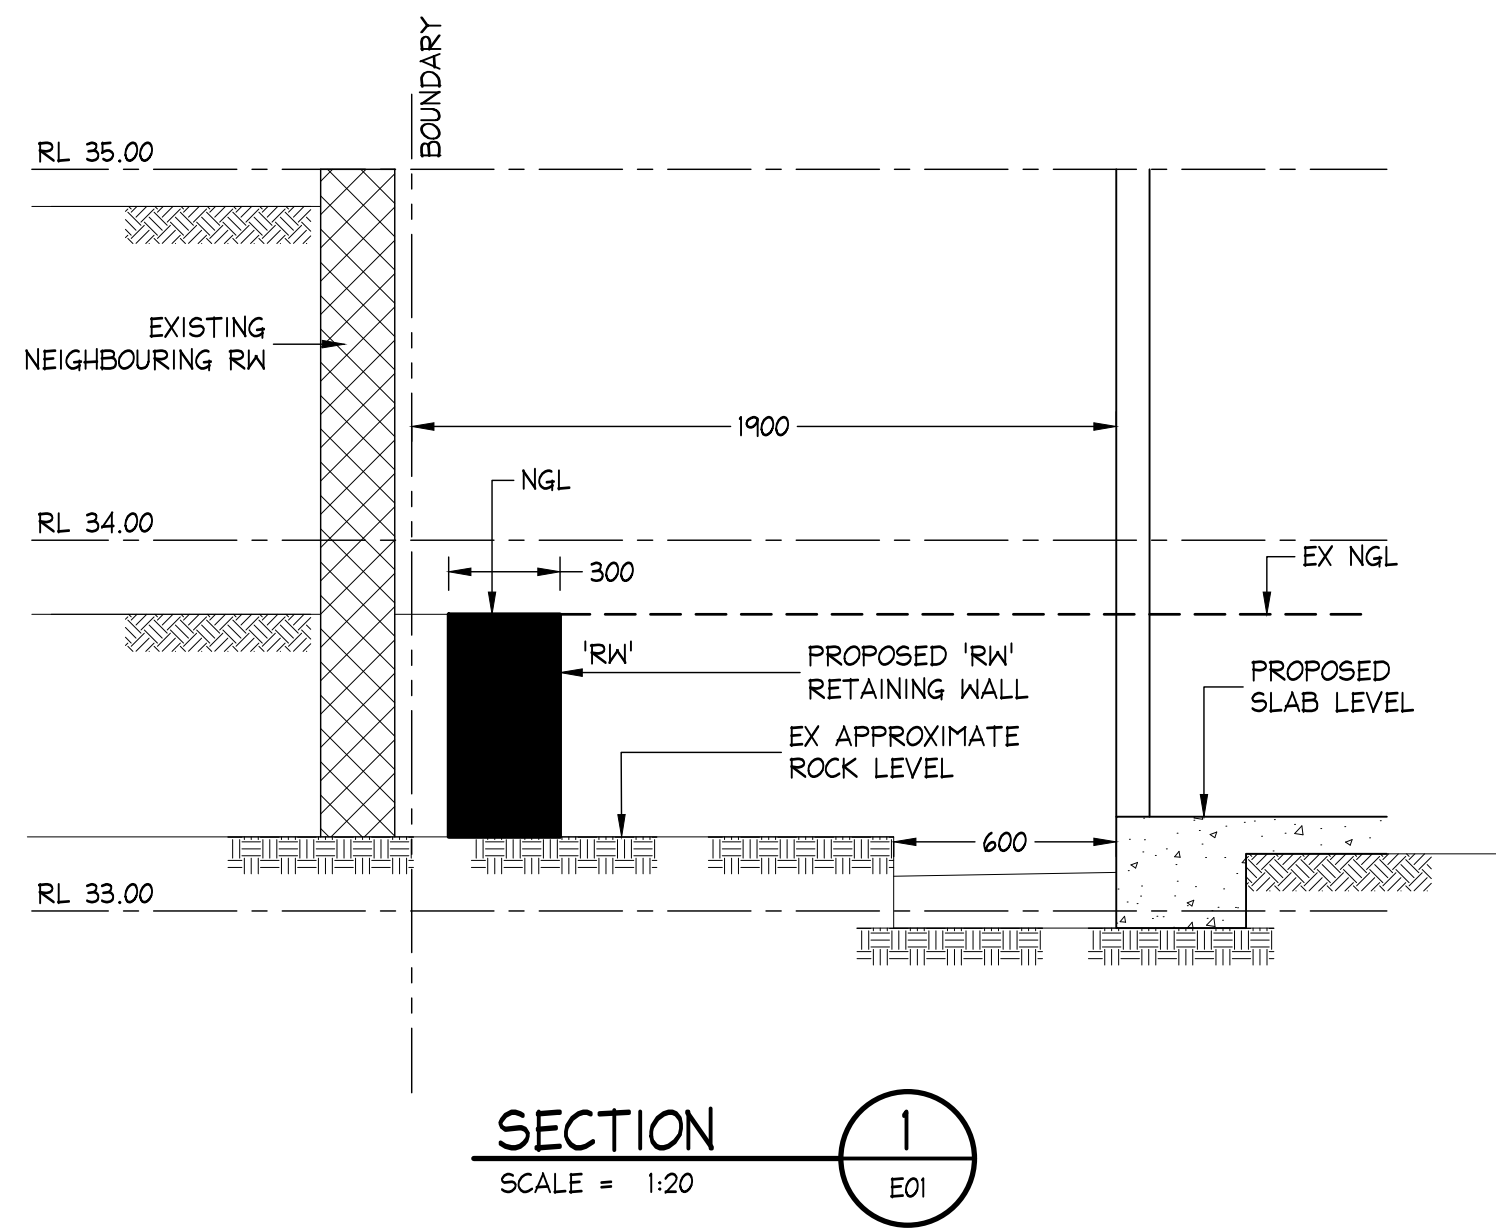 BOUNDARY
RL 35.00
EXISTING
NEIGHBOURING RW
1900
NGL
RL 34.00
EX NGL
300
'RW'
PROPOSED 'RW'
RETAINING WALL
PROPOSED
SLAB LEVEL
EX APPROXIMATE
ROCK LEVEL
600
RL 33.00
SECTION
1
SCALE = 1:20
E01